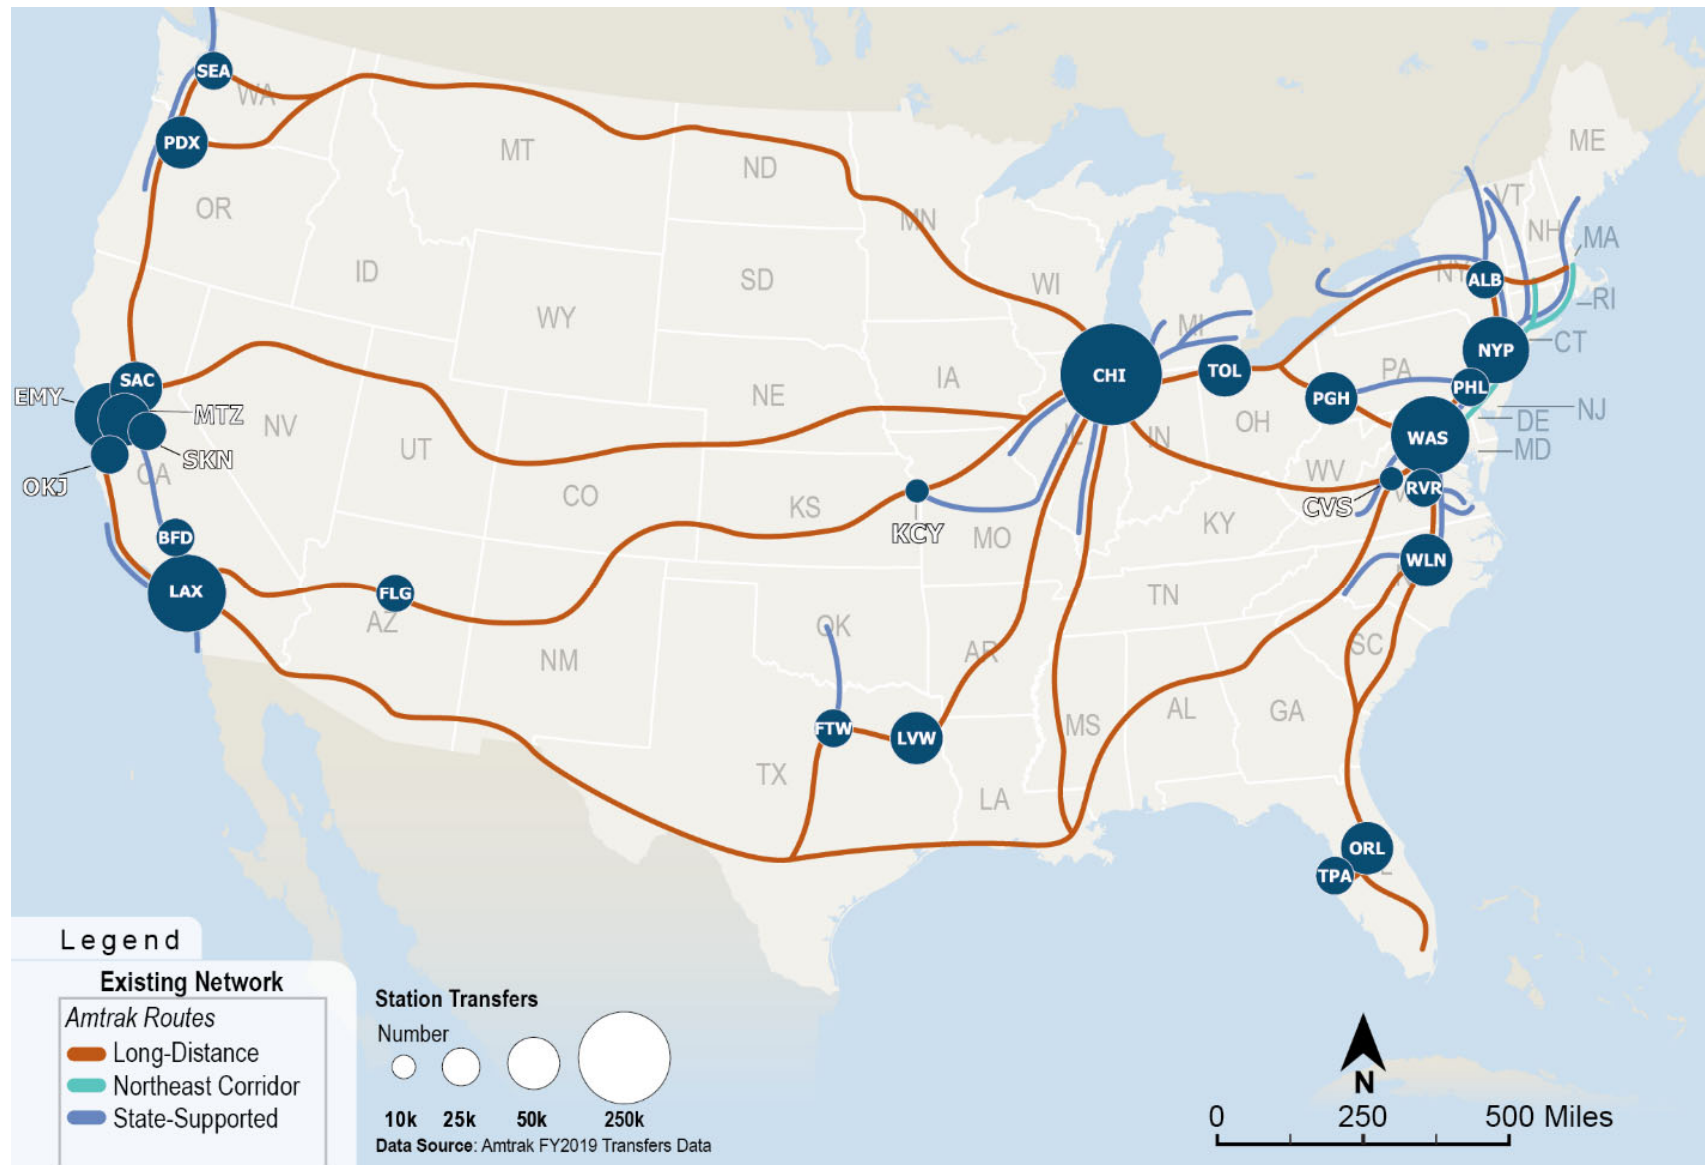 SEA
WA
PDX
OR
MT
ND
MN
ID
SD
WI
WY
IA
NE
MI
ME
VT
NH
MA
NY
ALB
RI
CT
NYP
PA
PHL
NJ
DE
MD
CHI
TOL
PGH
OH
WAS
IL
IN
WV
CVS
RVR
SAC
EMY
MTZ
SKN
OKJ
CA
NV
UT
CO
KS
KCY
MO
KY
BFD
LAX
FLG
AZ
NM
OK
AR
TN
WLN
SC
FTW
LVW
TX
LA
MS
AL
GA
ORL
TPA
Legend
Existing Network
Amtrak Routes
Long-Distance
Northeast Corridor
State-Supported
Station Transfers
Number
10k 25k 50k 250k
Data Source: Amtrak FY2019 Transfers Data
N
0 250 500 Miles